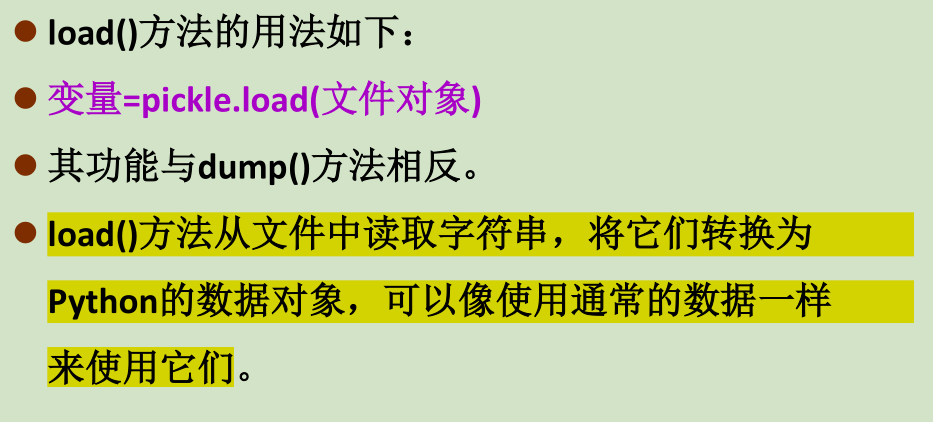 load()方法的用法如下：
变量=pickle.load(文件对象)
其功能与dump()方法相反。
load()方法从文件中读取字符串，将它们转换为
Python的数据对象，可以像使用通常的数据一样
来使用它们。